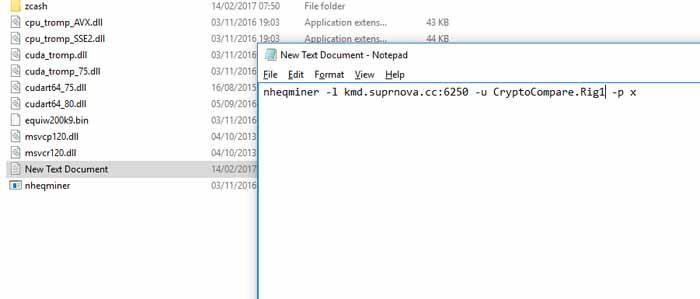 zcash 14/02/2017 07:50 File folder
cpu_tromp_AVX.dll 03/11/2016 19:03 Application extens... 43 KB
cpu_tromp_SSE2.dll 03/11/2016 19:03 Application extens... 44 KB
New Text Document - Notepad
File Edit Format View Help
nheqminer -l kmd.suprnova.cc:6250 -u CryptoCompare.Rig1 -p x
cuda_tromp.dll 03/11/2016
cuda_tromp_75.dll 03/11/2016
cudart64_75.dll 16/08/2015
cudart64_80.dll 05/09/2016
equiw200k9.bin 03/11/2016
msvcp120.dll 04/10/2013
msvcr120.dll 04/10/2013
New Text Document 14/02/2017
nheqminer 03/11/2016